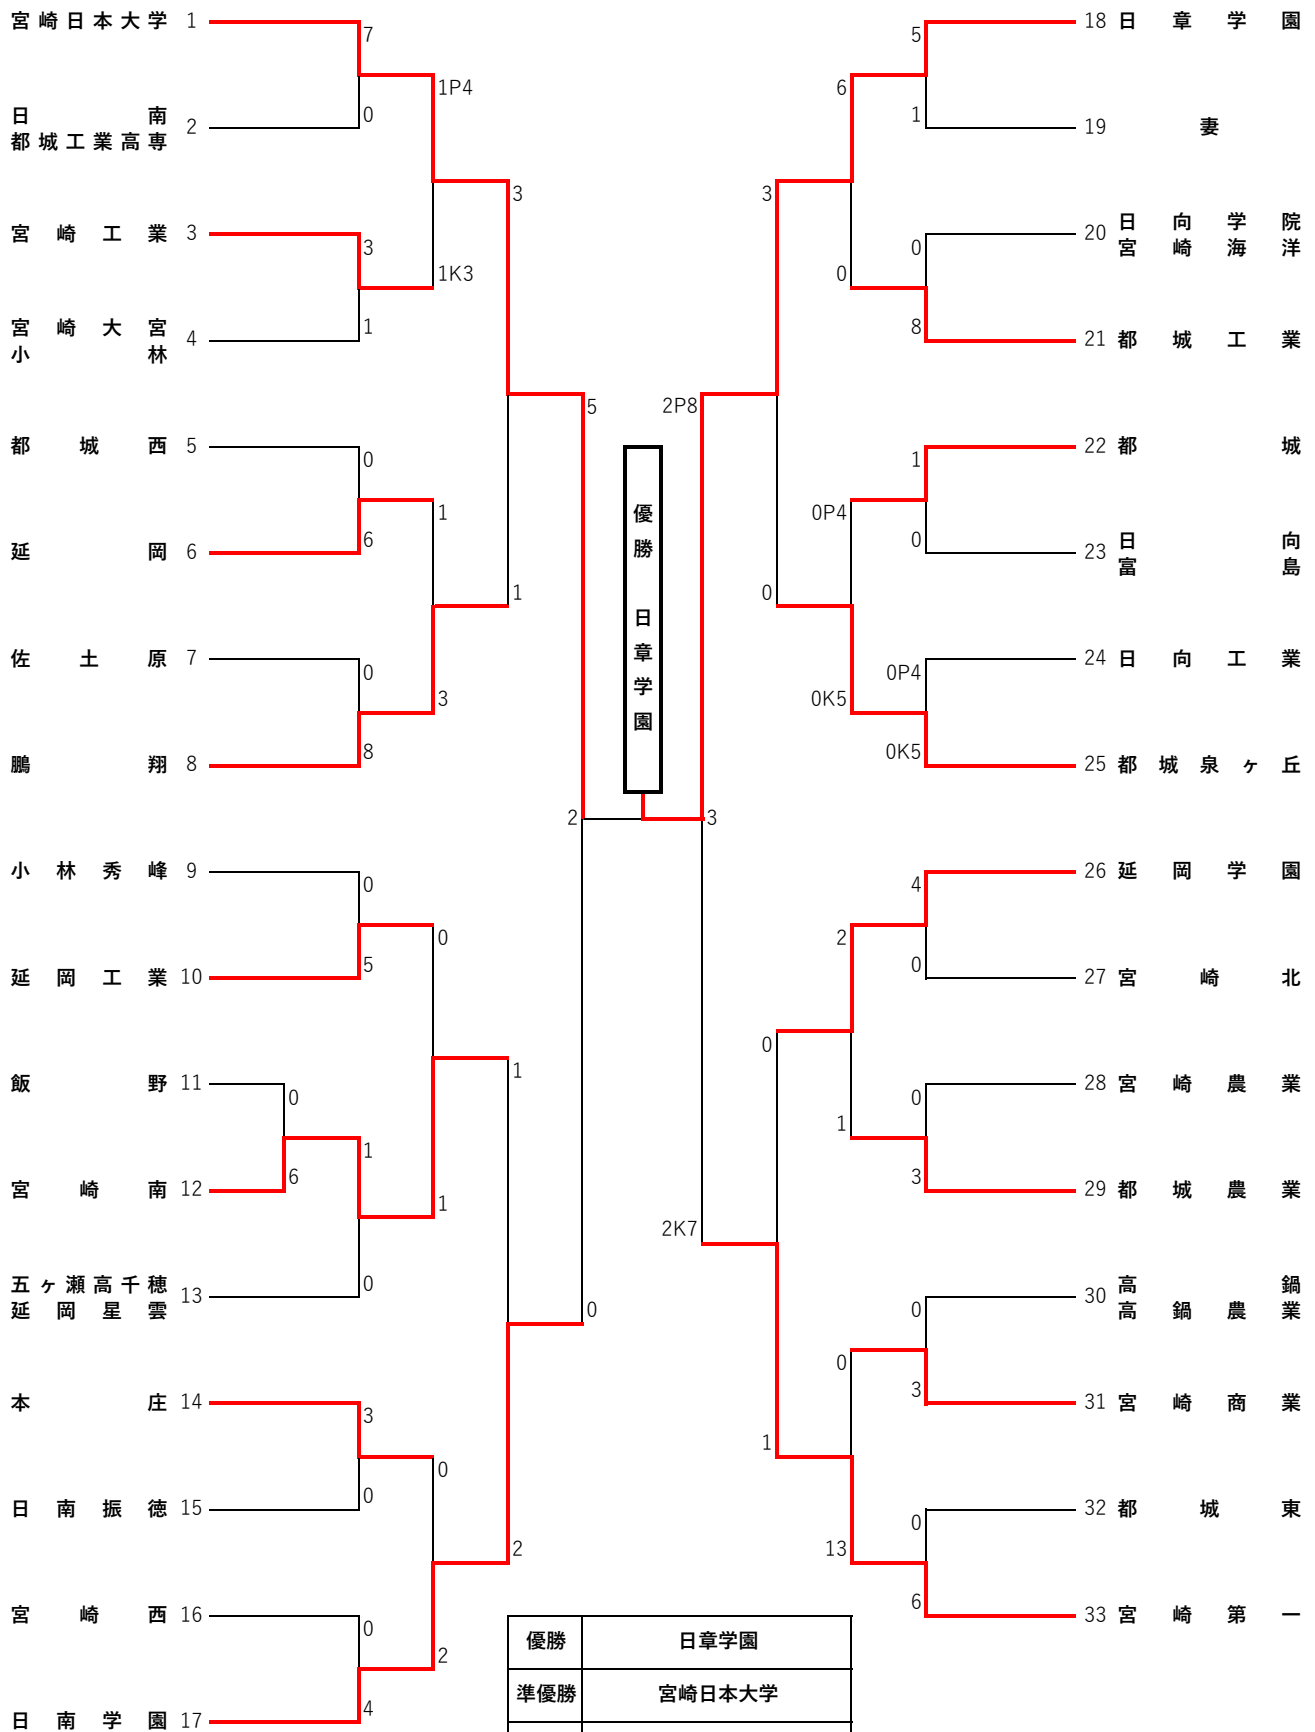 宮崎日本大学 1
7
1P4
日南
都城工業高専 2
0
3
宮崎工業 3
3
1K3
宮崎大宮
小林 4
1
5
都城西 5
0
1
延岡 6
6
1
佐土原 7
0
3
鵬翔 8
8
2
小林秀峰 9
0
0
延岡工業 10
5
1
飯野 11
0
1
宮崎南 12
6
1
五ヶ瀬高千穂
延岡星雲 13
0
0
本庄 14
3
0
日南振徳 15
0
2
宮崎西 16
0
2
日南学園 17
4
優勝 日章学園
18 日章学園
5
6
19 妻
1
3
20 日向学院
宮崎海洋
0
0
21 都城工業
8
2P8
22 都城
1
0P4
23 日向
富島
0
0
24 日向工業
0P4
0K5
25 都城泉ヶ丘
0K5
3
26 延岡学園
4
2
27 宮崎北
0
0
28 宮崎農業
0
1
29 都城農業
3
2K7
30 高鍋
高鍋農業
0
0
31 宮崎商業
3
1
32 都城東
0
13
33 宮崎第一
6
優勝 日章学園
準優勝 宮崎日本大学